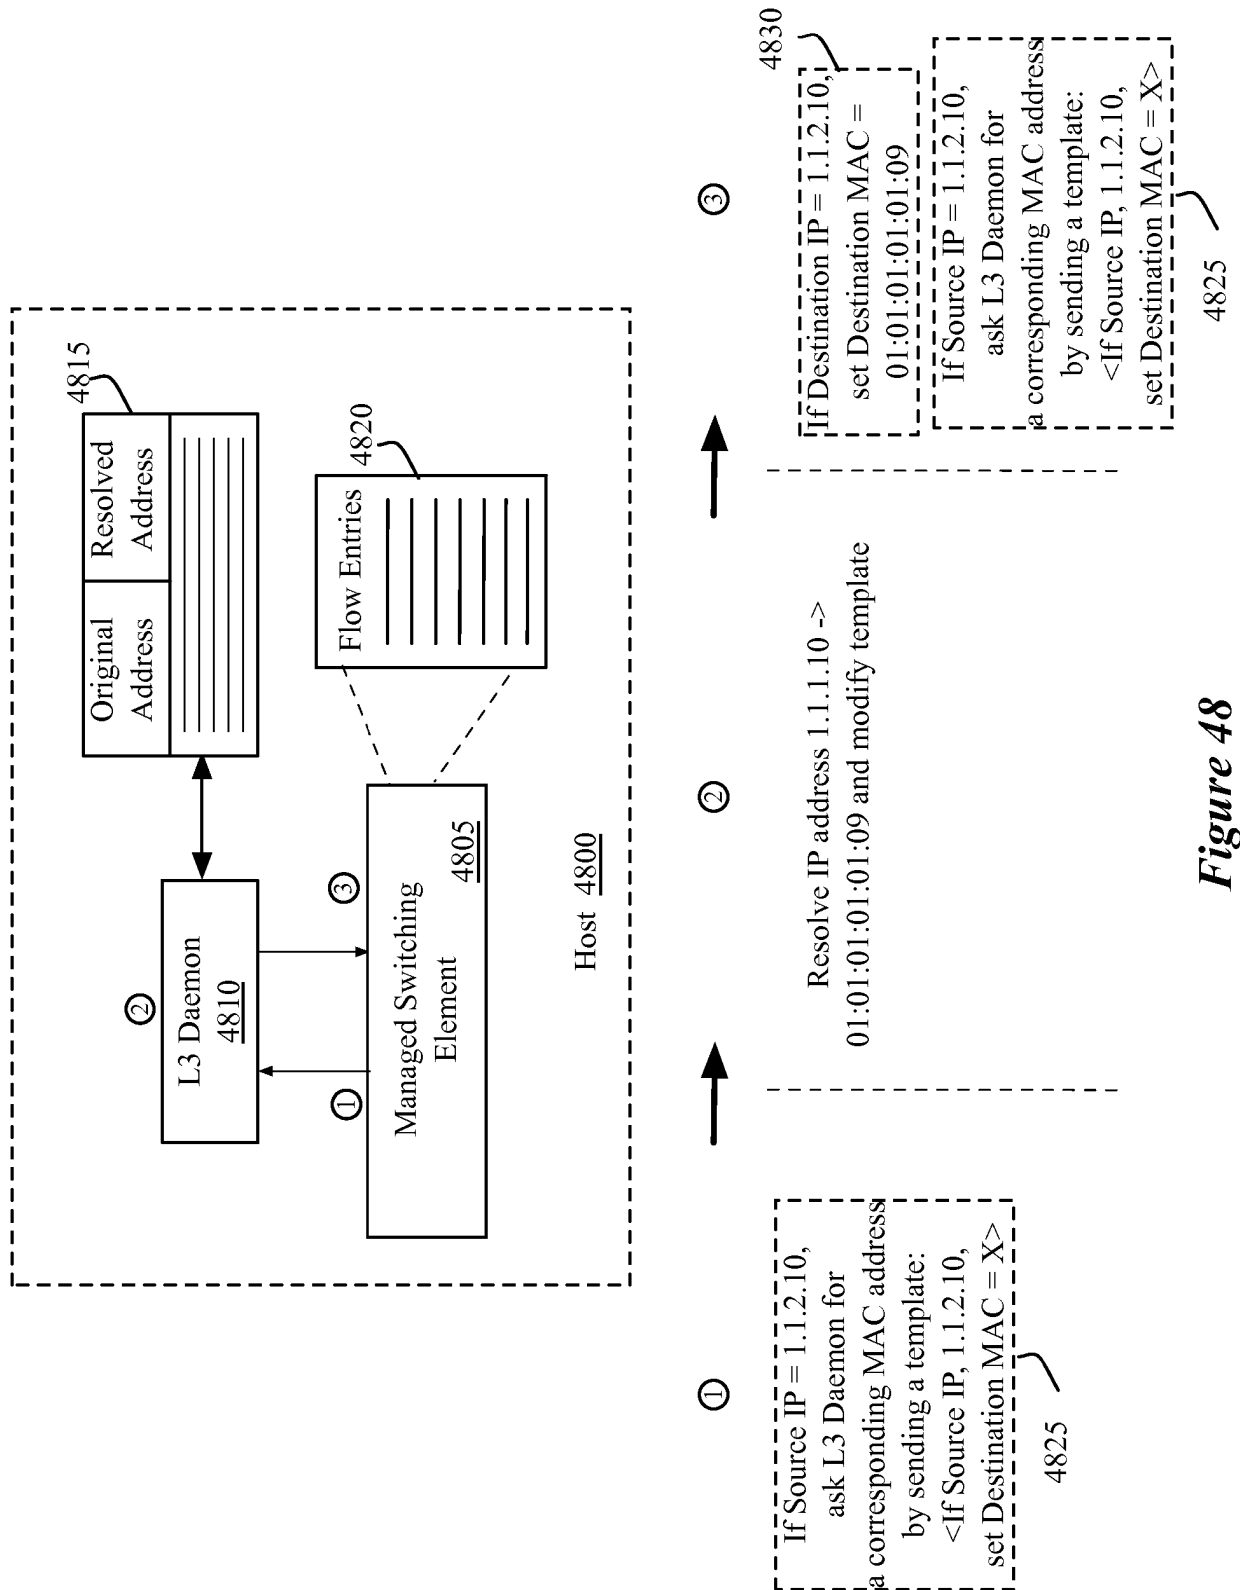 Original
Address
Resolved
Address
4815
②
L3 Daemon
4810
Flow Entries
4820
①
③
Managed Switching
Element
4805
Host 4800
①
②
③
If Source IP = 1.1.2.10,
ask L3 Daemon for
a corresponding MAC address
by sending a template:
<If Source IP, 1.1.2.10,
set Destination MAC = X>
4825
Resolve IP address 1.1.1.10 ->
01:01:01:01:01:09 and modify template
4830
If Destination IP = 1.1.2.10,
set Destination MAC =
01:01:01:01:01:09
If Source IP = 1.1.2.10,
ask L3 Daemon for
a corresponding MAC address
by sending a template:
<If Source IP, 1.1.2.10,
set Destination MAC = X>
4825
Figure 48